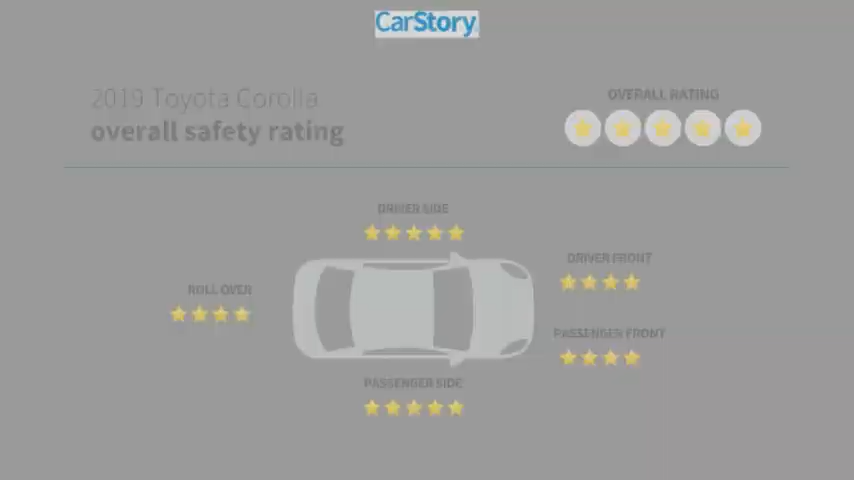 CarStory
2019 Toyota Corolla
overall safety rating
OVERALL RATING
DRIVER SIDE
DRIVER FRONT
ROLL OVER
PASSENGER FRONT
PASSENGER SIDE